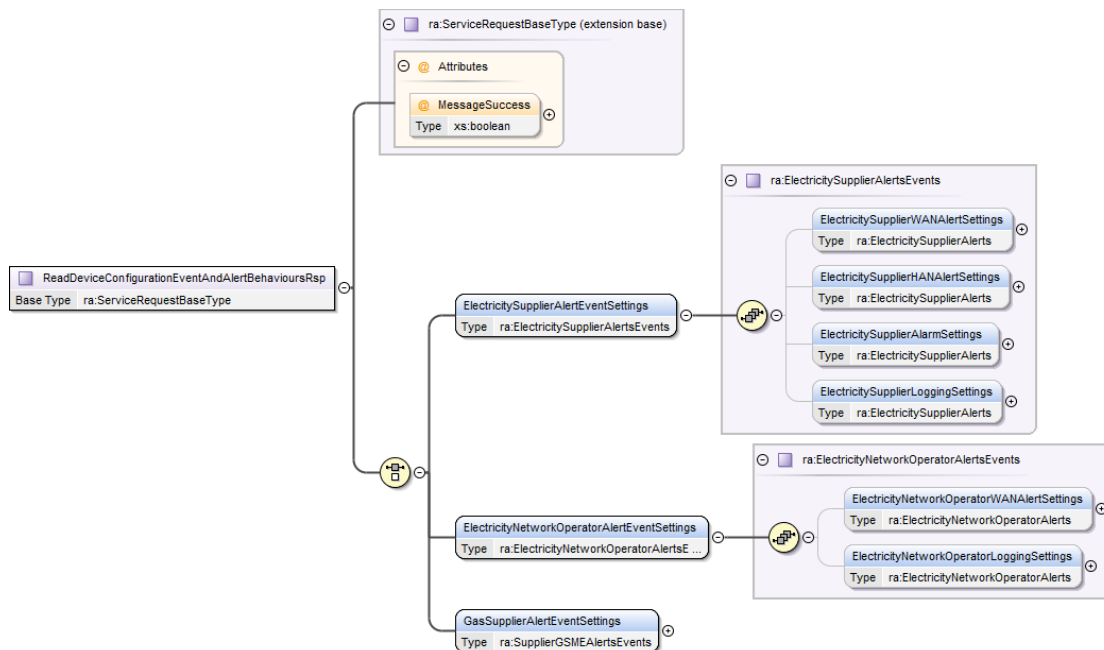 ra:ServiceRequestBaseType (extension base)
@ Attributes
@ MessageSuccess
Type xs:boolean
ReadDeviceConfigurationEventAndAlertBehavioursRsp
Base Type ra:ServiceRequestBaseType
ra:ElectricitySupplierAlertsEvents
ElectricitySupplierWANAlertSettings
Type ra:ElectricitySupplierAlerts
ElectricitySupplierHANAlertSettings
Type ra:ElectricitySupplierAlerts
ElectricitySupplierAlarmSettings
Type ra:ElectricitySupplierAlerts
ElectricitySupplierLoggingSettings
Type ra:ElectricitySupplierAlerts
ElectricitySupplierAlertEventSettings
Type ra:ElectricitySupplierAlertsEvents
ra:ElectricityNetworkOperatorAlertsEvents
ElectricityNetworkOperatorWANAlertSettings
Type ra:ElectricityNetworkOperatorAlerts
ElectricityNetworkOperatorLoggingSettings
Type ra:ElectricityNetworkOperatorAlerts
ElectricityNetworkOperatorAlertEventSettings
Type ra:ElectricityNetworkOperatorAlertsE ...
GasSupplierAlertEventSettings
Type ra:SupplierGSMEAlertsEvents